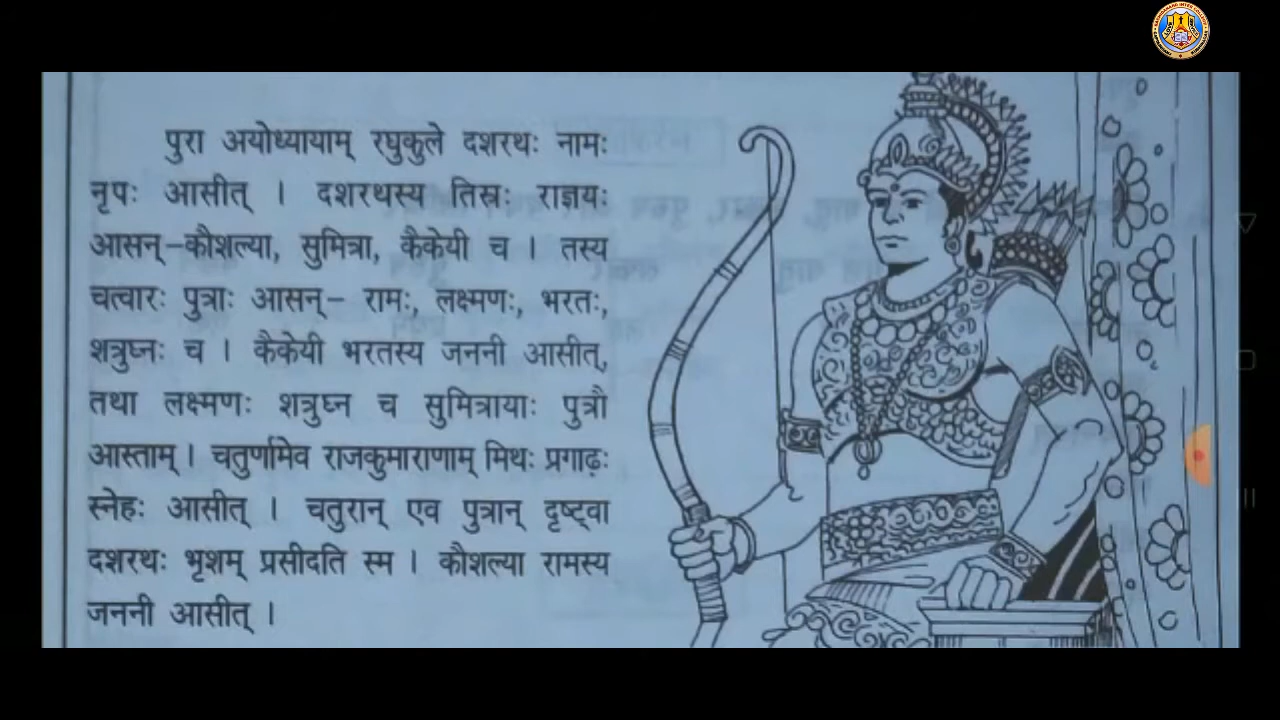 पुरा अयोध्यायाम् रघुकुले दशरथः नामः
नृपः आसीत् । दशरथस्य तिस्रः राज्ञयः
आसन्-कौशल्या, सुमित्रा, कैकेयी च । तस्य
चत्वारः पुत्राः आसन्- रामः, लक्ष्मणः, भरतः,
शत्रुघ्नः च । कैकेयी भरतस्य जननी आसीत्,
तथा लक्ष्मणः शत्रुघ्न च सुमित्रायाः पुत्रौ
आस्ताम् । चतुर्णामेव राजकुमाराणाम् मिथः प्रगाढ़ः
स्नेहः आसीत् । चतुरान् एव पुत्रान् दृष्ट्वा
दशरथः भृशम् प्रसीदति स्म । कौशल्या रामस्य
जननी आसीत् ।